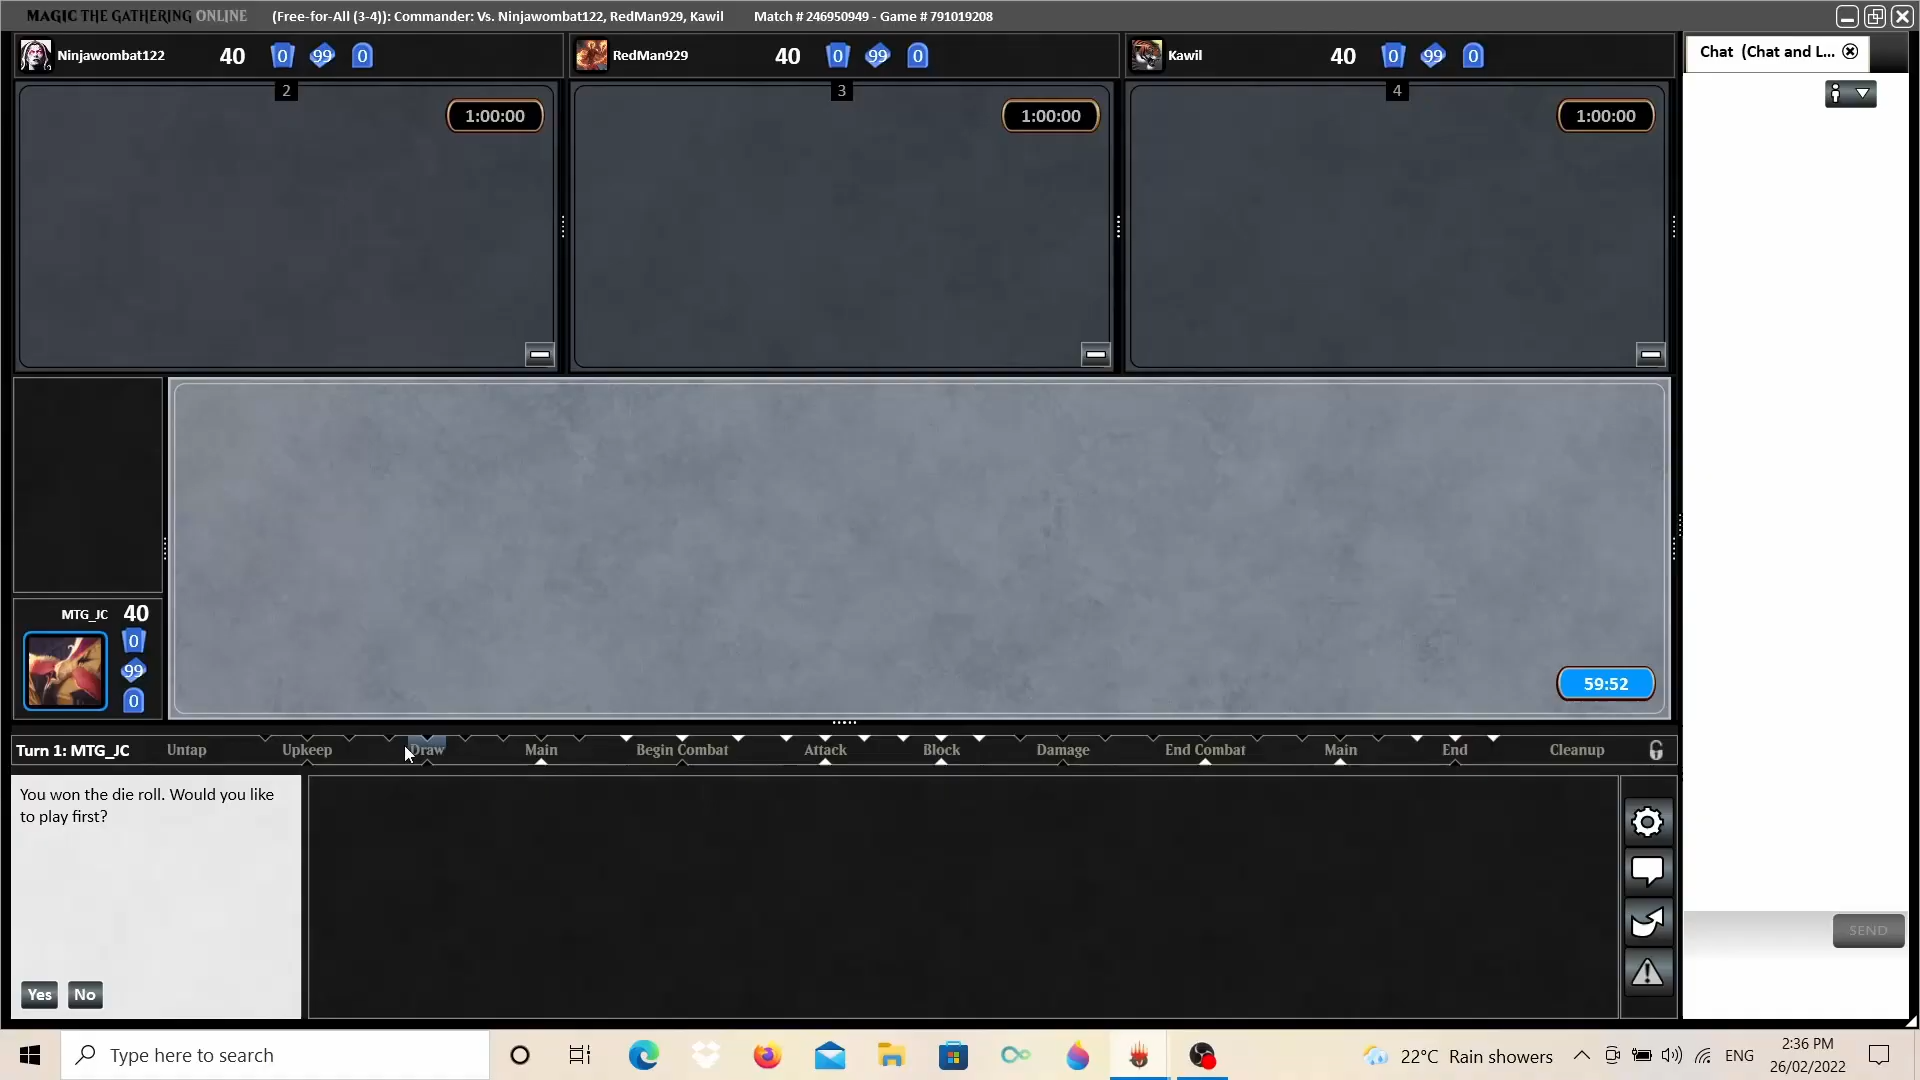 MAGIC THE GATHERING ONLINE (Free-for-All (3-4)): Commander: Vs. Ninjawombat122, RedMan929, Kawil Match # 246950949 - Game # 791019208
Ninjawombat122 40 0 99 0
RedMan929 40 0 99 0
Kawil 40 0 99 0
Chat (Chat and L...
2 3 4
1:00:00 1:00:00 1:00:00
MTG_JC 40
0
99
0
59:52
Turn 1: MTG_JC Untap Upkeep Draw Main Begin Combat Attack Block Damage End Combat Main End Cleanup
You won the die roll. Would you like
to play first?
Yes No
SEND
Type here to search
22°C Rain showers
ENG
2:36 PM
26/02/2022